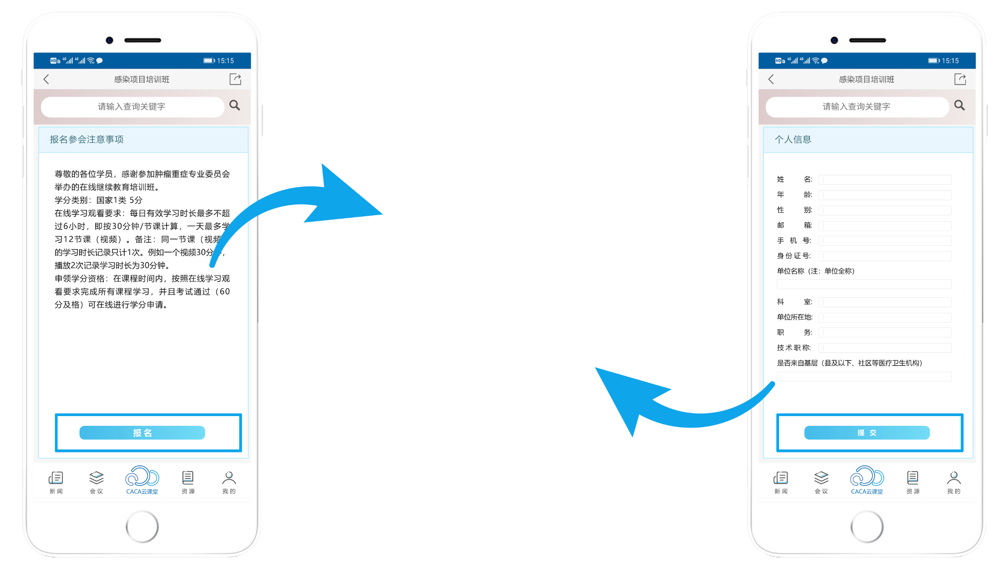 HD 4G 4G 15:15
感染项目培训班
请输入查询关键字
报名参会注意事项
尊敬的各位学员，感谢参加肿瘤重症专业委员会
举办的在线继续教育培训班。
学分类别：国家1类 5分
在线学习观看要求：每日有效学习时长最多不超
过6小时，即按30分钟/节课计算，一天最多学
习12节课（视频）。备注：同一节课（视频
的学习时长记录只计1次。例如一个视频30分钟，
播放2次记录学习时长为30分钟。
申领学分资格：在课程时间内，按照在线学习观
看要求完成所有课程学习，并且考试通过（60
分及格）可在线进行学分申请。
报名
新闻 会议 CACA云课堂 资源 我的
HD 4G 4G 15:15
感染项目培训班
请输入查询关键字
个人信息
姓名:
年龄:
性别:
邮箱:
手机号:
身份证号:
单位名称（注：单位全称）
科室:
单位所在地:
职务:
技术职称:
是否来自基层（县及以下、社区等医疗卫生机构）
提交
新闻 会议 CACA云课堂 资源 我的